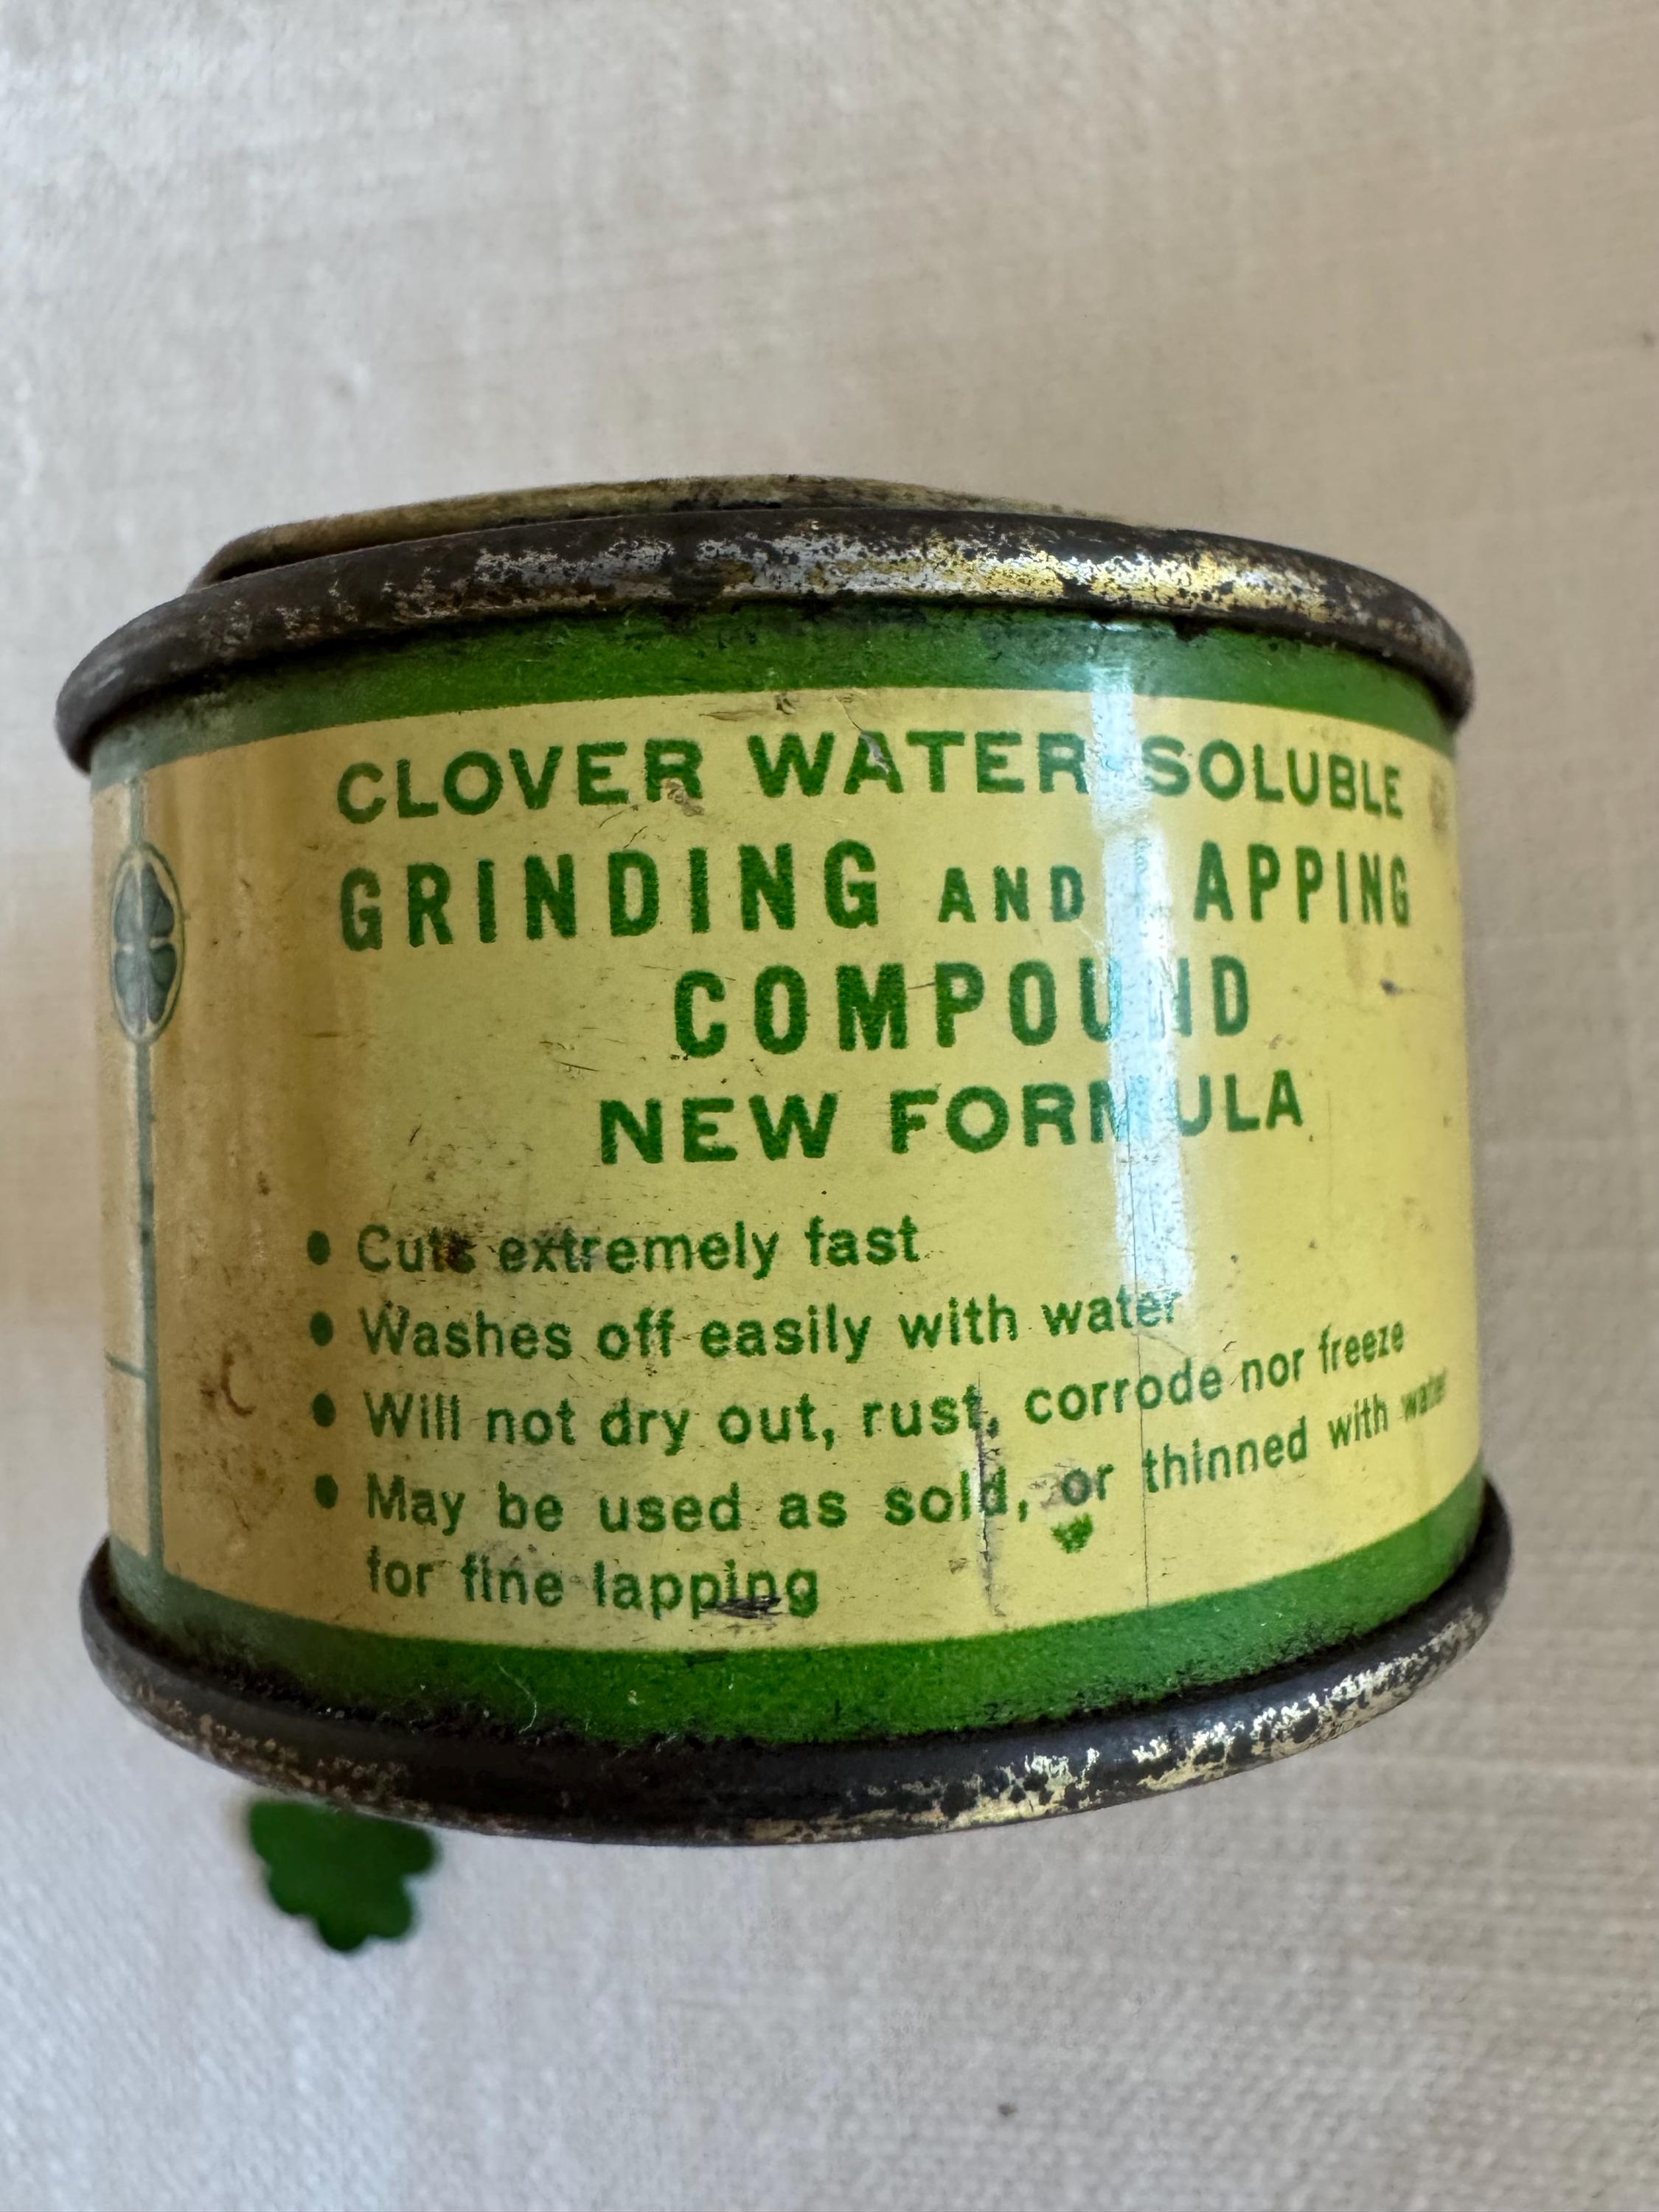 CLOVER WATER SOLUBLE
GRINDING AND LAPPING
COMPOUND
NEW FORMULA
• Cuts extremely fast
• Washes off easily with water
• Will not dry out, rust, corrode nor freeze
• May be used as sold, or thinned with water
for fine lapping